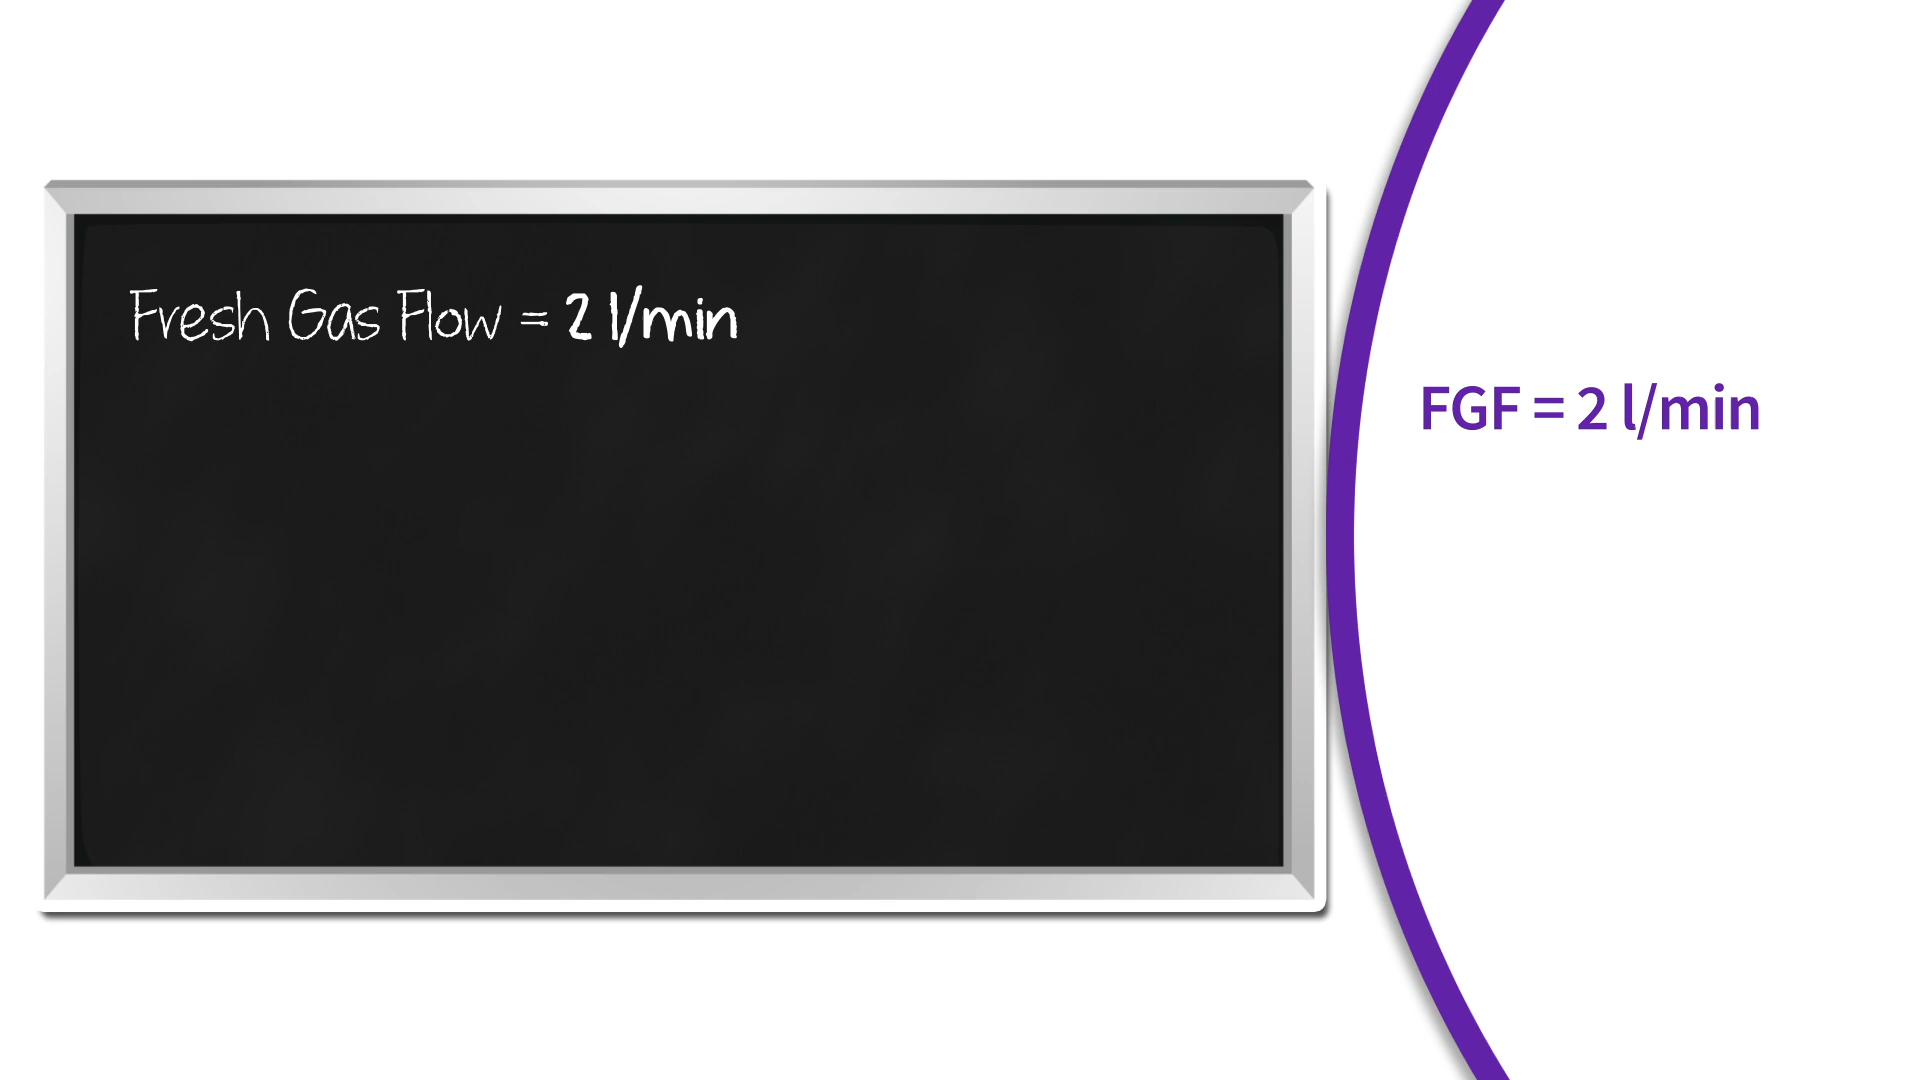 Fresh Gas Flow = 2 l/min
FGF = 2 l/min